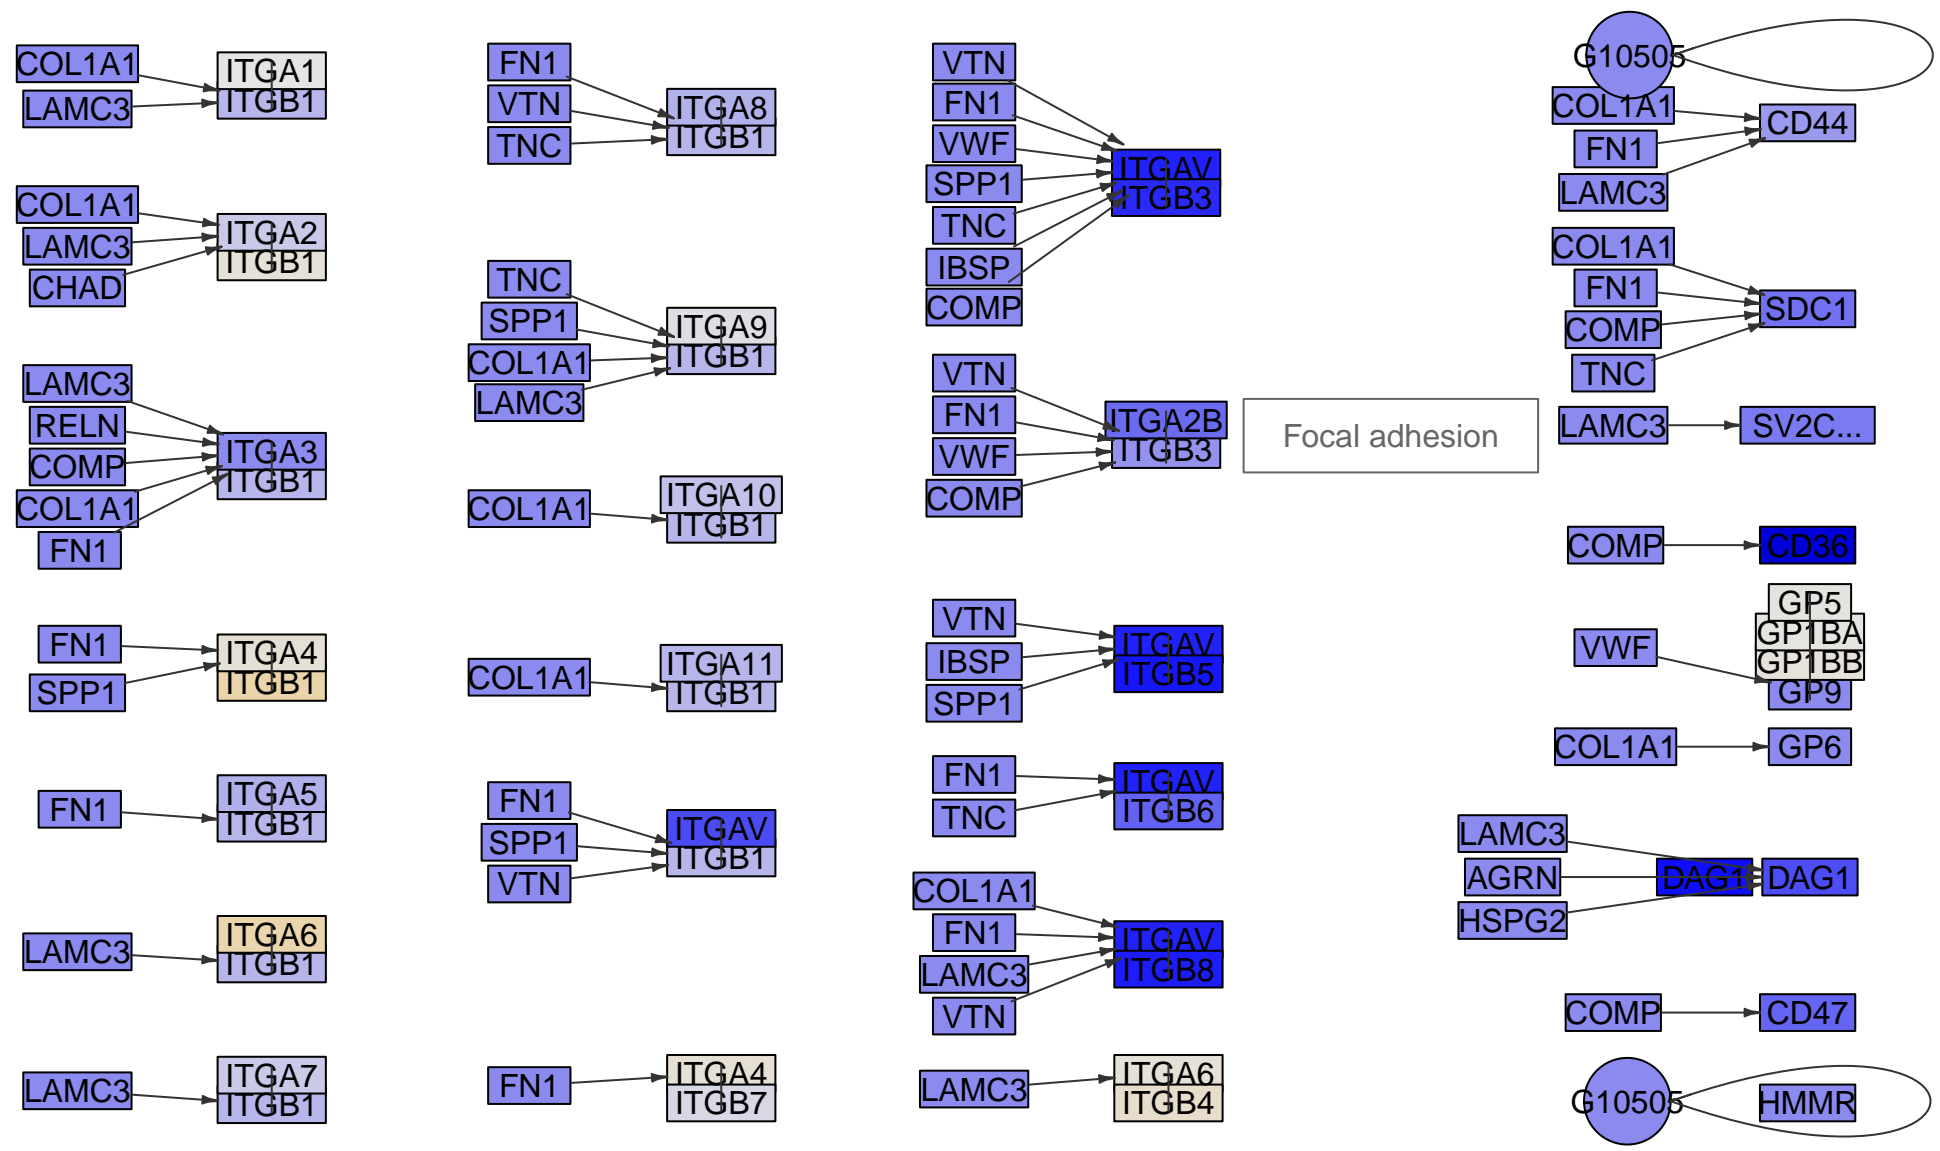 COL1A1
LAMC3
ITGA1
ITGB1
COL1A1
LAMC3
CHAD
ITGA2
ITGB1
LAMC3
RELN
COMP
COL1A1
FN1
ITGA3
ITGB1
FN1
SPP1
ITGA4
ITGB1
FN1
ITGA5
ITGB1
LAMC3
ITGA6
ITGB1
LAMC3
ITGA7
ITGB1
FN1
VTN
TNC
ITGA8
ITGB1
TNC
SPP1
COL1A1
LAMC3
ITGA9
ITGB1
COL1A1
ITGA10
ITGB1
COL1A1
ITGA11
ITGB1
FN1
SPP1
VTN
ITGAV
ITGB1
FN1
ITGA4
ITGB7
VTN
FN1
VWF
SPP1
TNC
IBSP
COMP
ITGAV
ITGB3
VTN
FN1
VWF
COMP
ITGA2B
ITGB3
Focal adhesion
VTN
IBSP
SPP1
ITGAV
ITGB5
FN1
TNC
ITGAV
ITGB6
COL1A1
FN1
LAMC3
VTN
ITGAV
ITGB8
LAMC3
ITGA6
ITGB4
G10505
COL1A1
FN1
LAMC3
CD44
COL1A1
FN1
COMP
TNC
SDC1
LAMC3
SV2C...
COMP
CD36
VWF
GP5
GP1BA
GP1BB
GP9
COL1A1
GP6
LAMC3
AGRN
HSPG2
DAG1
DAG1
COMP
CD47
G10505
HMMR